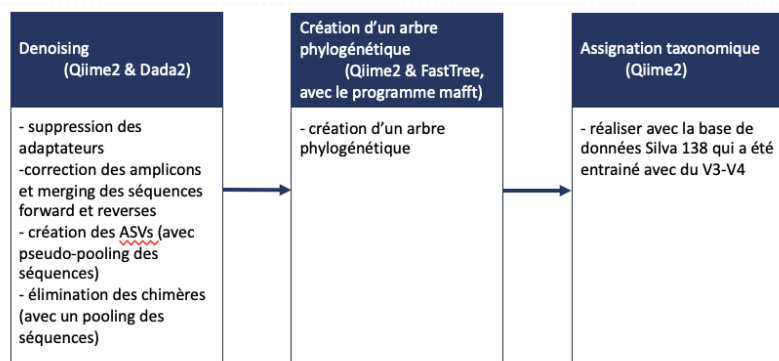 Denoising
(Qiime2 & Dada2)
- suppression des
adaptateurs
-correction des amplicons
et merging des séquences
forward et reverses
- création des ASVs (avec
pseudo-pooling des
séquences)
- élimination des chimères
(avec un pooling des
séquences)
Création d’un arbre
phylogénétique
(Qiime2 & FastTree,
avec le programme mafft)
- création d’un arbre
phylogénétique
Assignation taxonomique
(Qiime2)
- réaliser avec la base de
données Silva 138 qui a été
entrainé avec du V3-V4